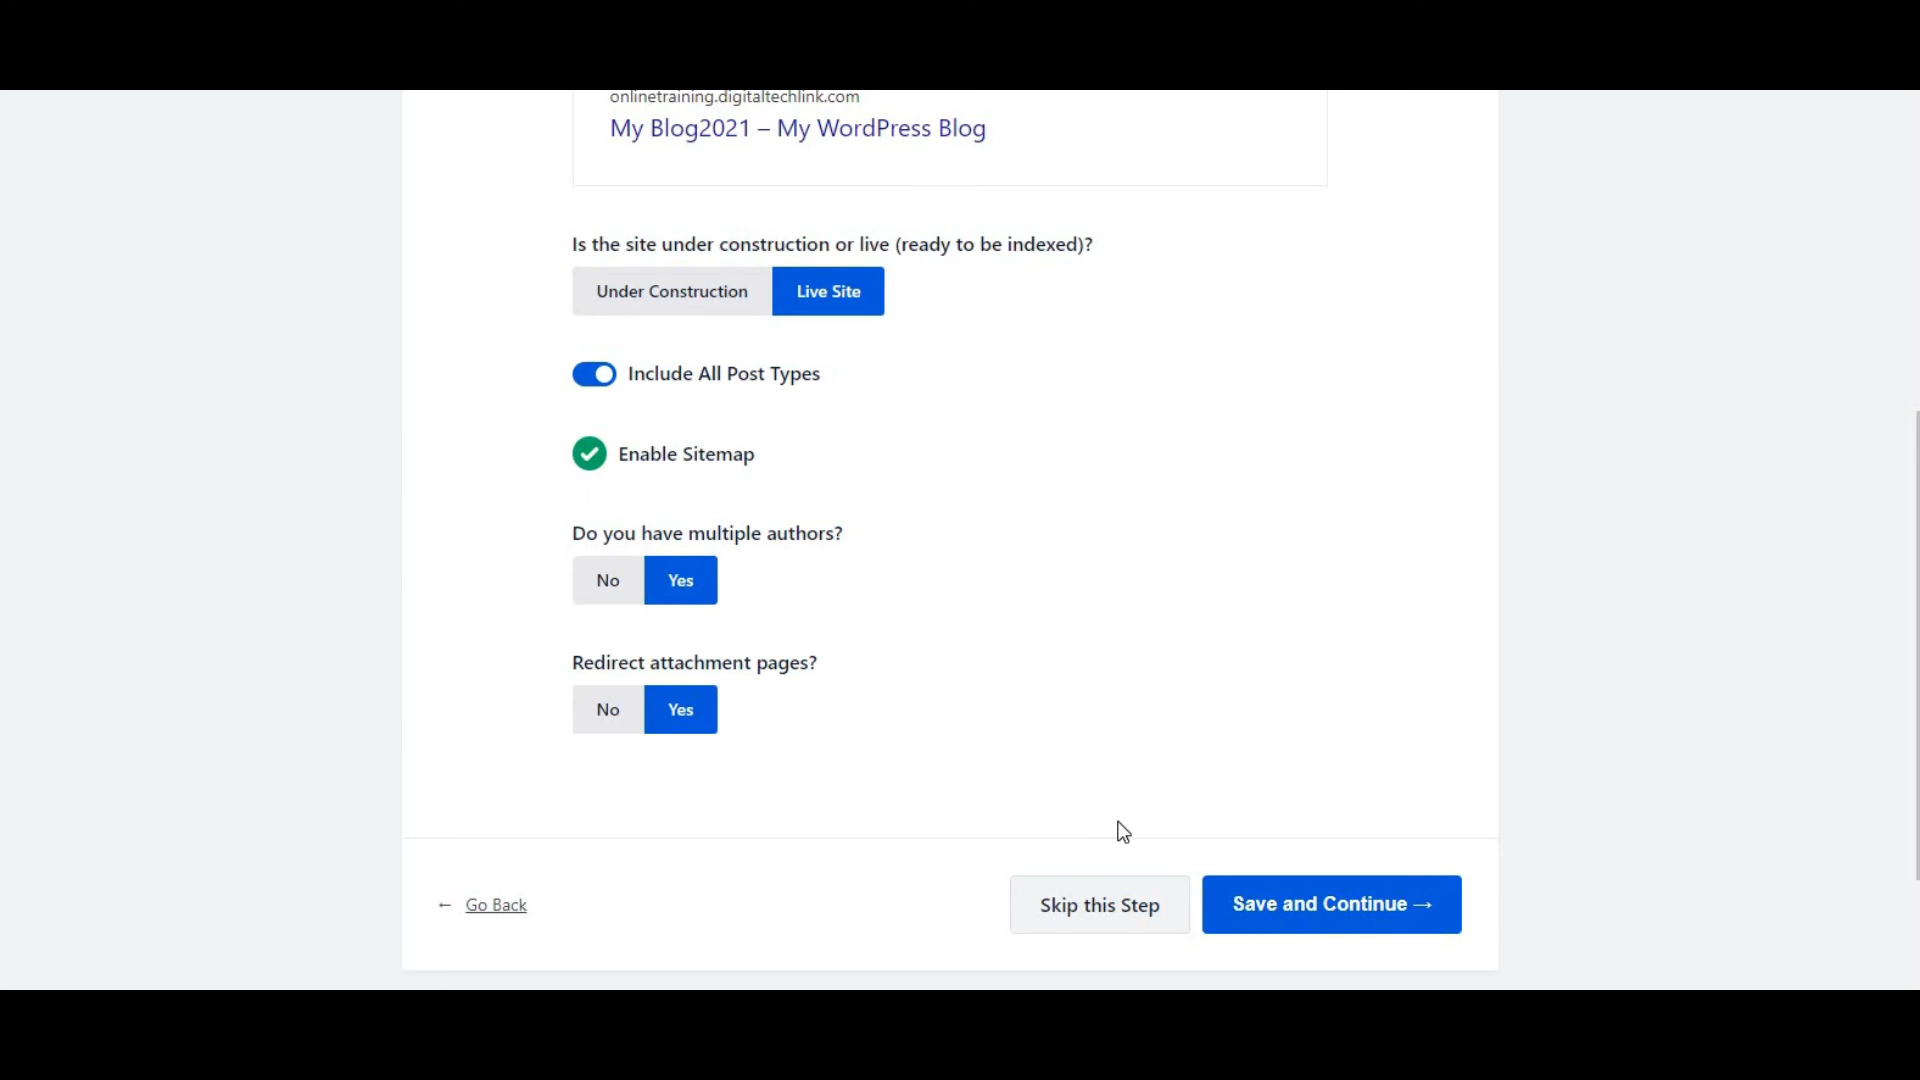 onlinetraining.digitaltechlink.com
My Blog2021 – My WordPress Blog
Is the site under construction or live (ready to be indexed)?
Under Construction Live Site
Include All Post Types
Enable Sitemap
Do you have multiple authors?
No Yes
Redirect attachment pages?
No Yes
← Go Back Skip this Step Save and Continue →